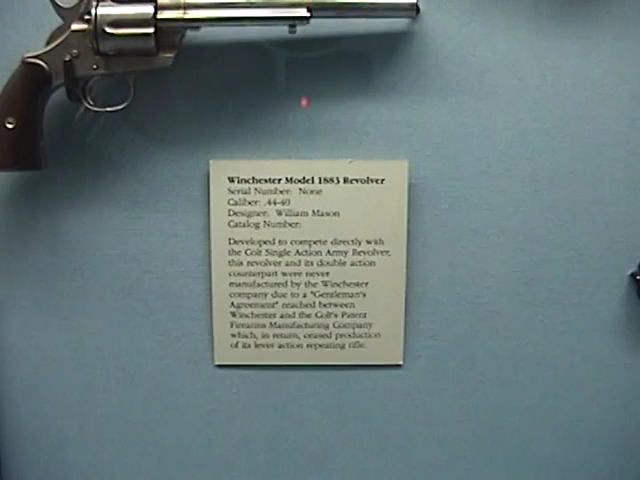 Winchester Model 1883 Revolver
Serial Number: None
Caliber: .44-40
Designer: William Mason
Catalog Number:
Developed to compete directly with
the Colt Single Action Army Revolver,
this revolver and its double action
counterpart were never
manufactured by the Winchester
company due to a "Gentleman's
Agreement" reached between
Winchester and the Colt's Patent
Firearms Manufacturing Company
which, in return, ceased production
of its lever action repeating rifle.